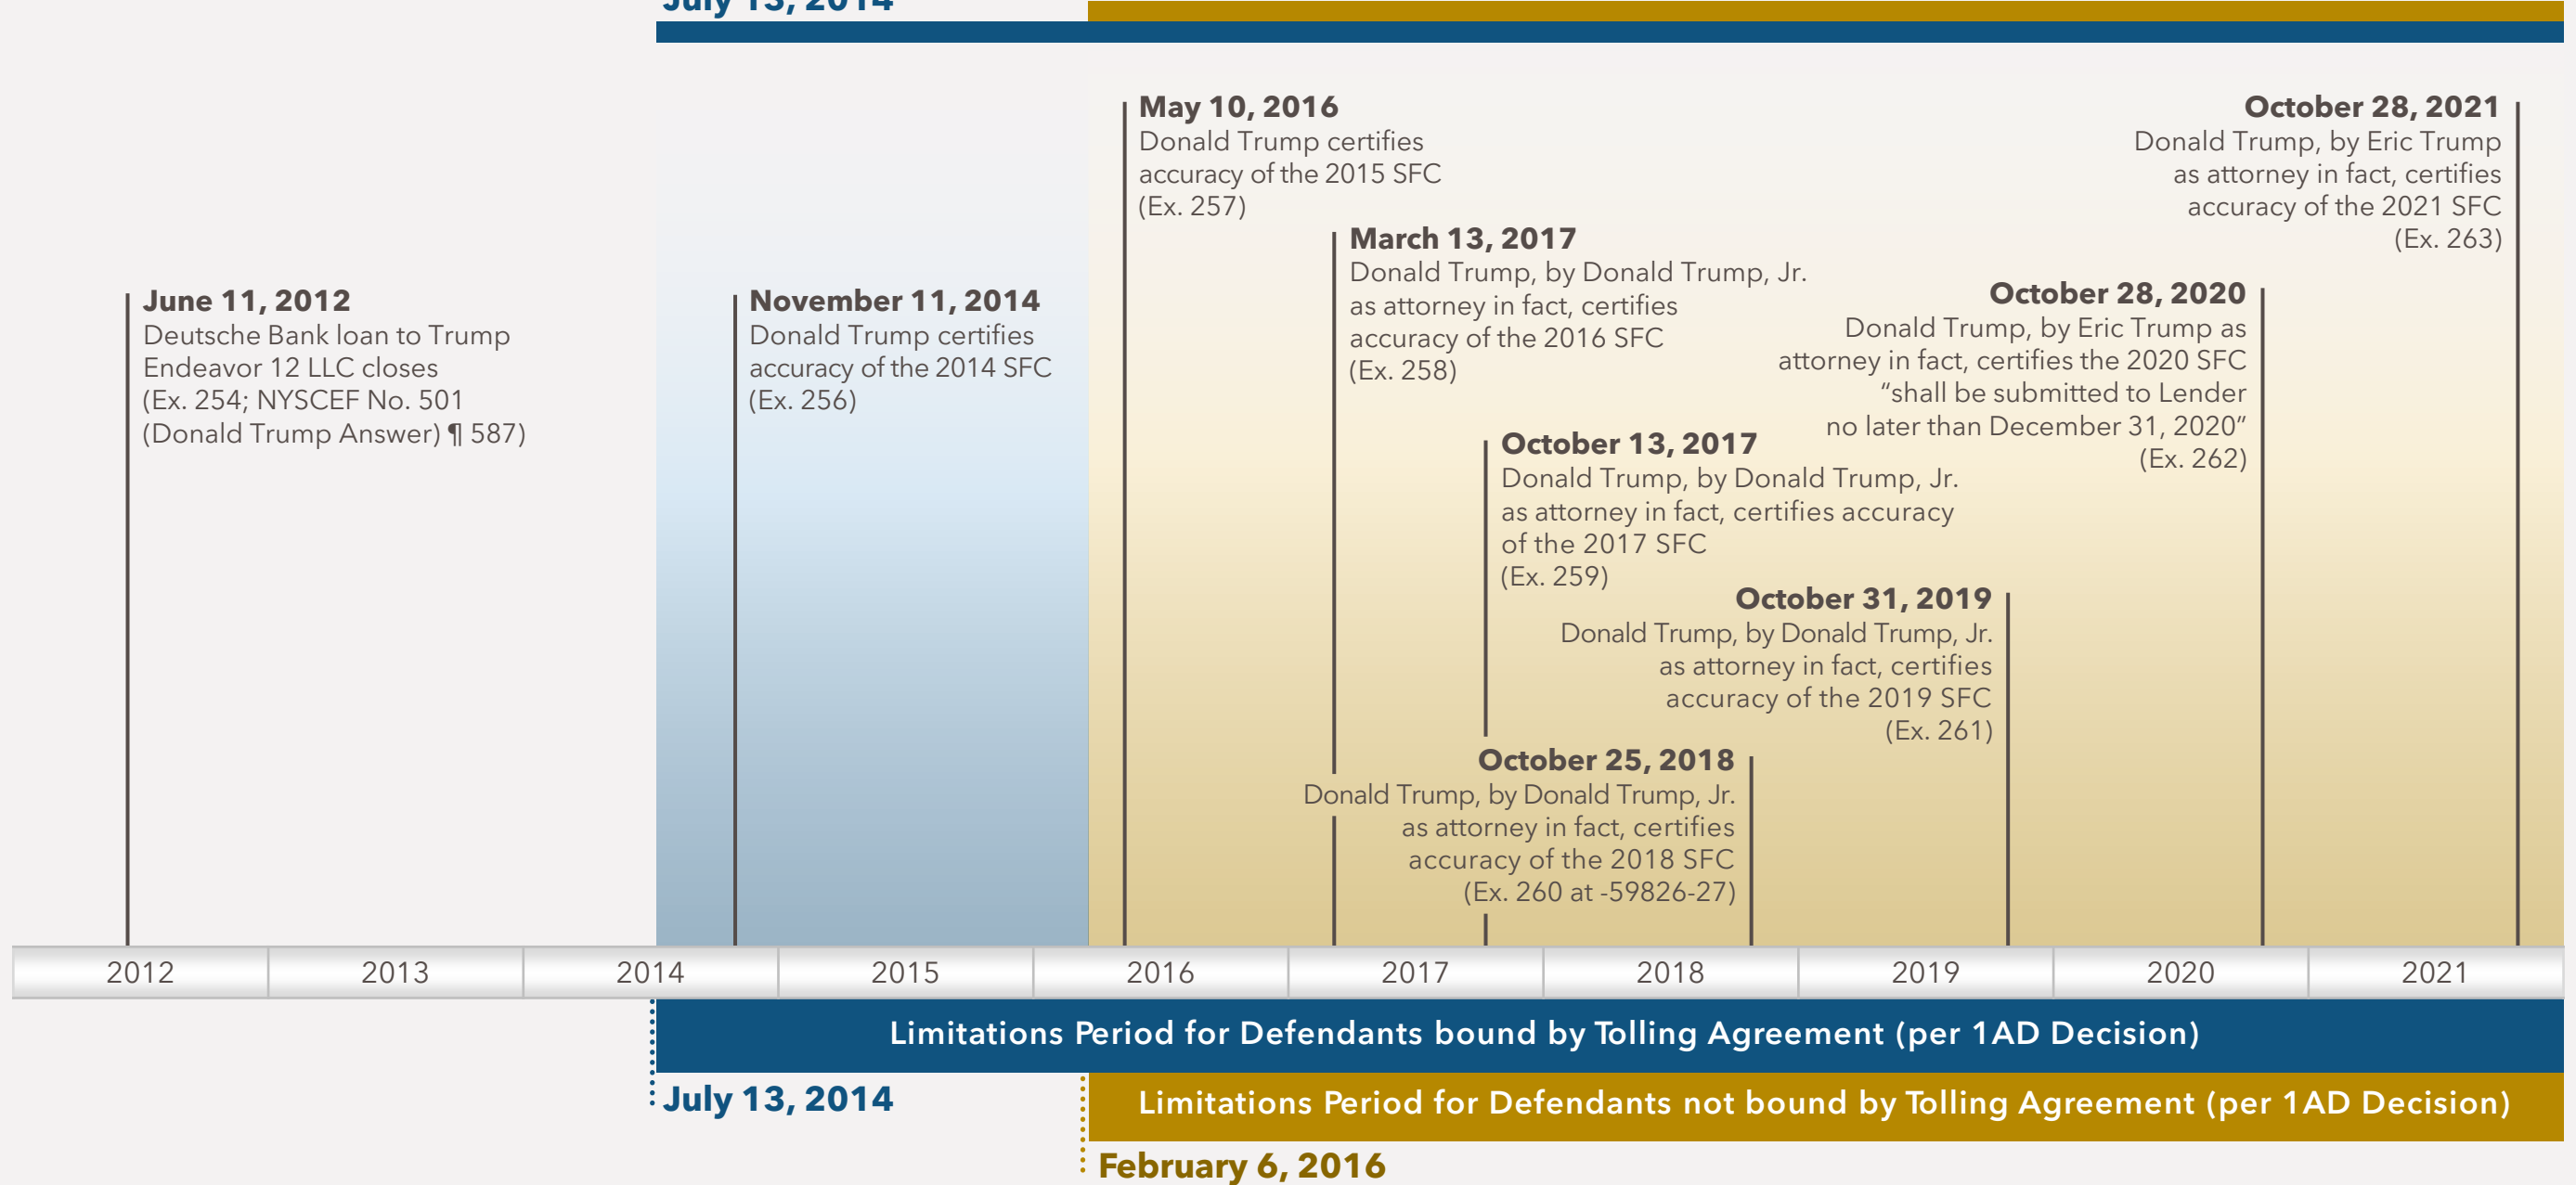 July 13, 2014
May 10, 2016
Donald Trump certifies
accuracy of the 2015 SFC
(Ex. 257)
October 28, 2021
Donald Trump, by Eric Trump
as attorney in fact, certifies
accuracy of the 2021 SFC
(Ex. 263)
March 13, 2017
Donald Trump, by Donald Trump, Jr.
as attorney in fact, certifies
accuracy of the 2016 SFC
(Ex. 258)
June 11, 2012
Deutsche Bank loan to Trump
Endeavor 12 LLC closes
(Ex. 254; NYSCEF No. 501
(Donald Trump Answer) ¶ 587)
November 11, 2014
Donald Trump certifies
accuracy of the 2014 SFC
(Ex. 256)
October 28, 2020
Donald Trump, by Eric Trump as
attorney in fact, certifies the 2020 SFC
“shall be submitted to Lender
no later than December 31, 2020”
(Ex. 262)
October 13, 2017
Donald Trump, by Donald Trump, Jr.
as attorney in fact, certifies accuracy
of the 2017 SFC
(Ex. 259)
October 31, 2019
Donald Trump, by Donald Trump, Jr.
as attorney in fact, certifies
accuracy of the 2019 SFC
(Ex. 261)
October 25, 2018
Donald Trump, by Donald Trump, Jr.
as attorney in fact, certifies
accuracy of the 2018 SFC
(Ex. 260 at -59826-27)
2012 2013 2014 2015 2016 2017 2018 2019 2020 2021
Limitations Period for Defendants bound by Tolling Agreement (per 1AD Decision)
July 13, 2014
Limitations Period for Defendants not bound by Tolling Agreement (per 1AD Decision)
February 6, 2016